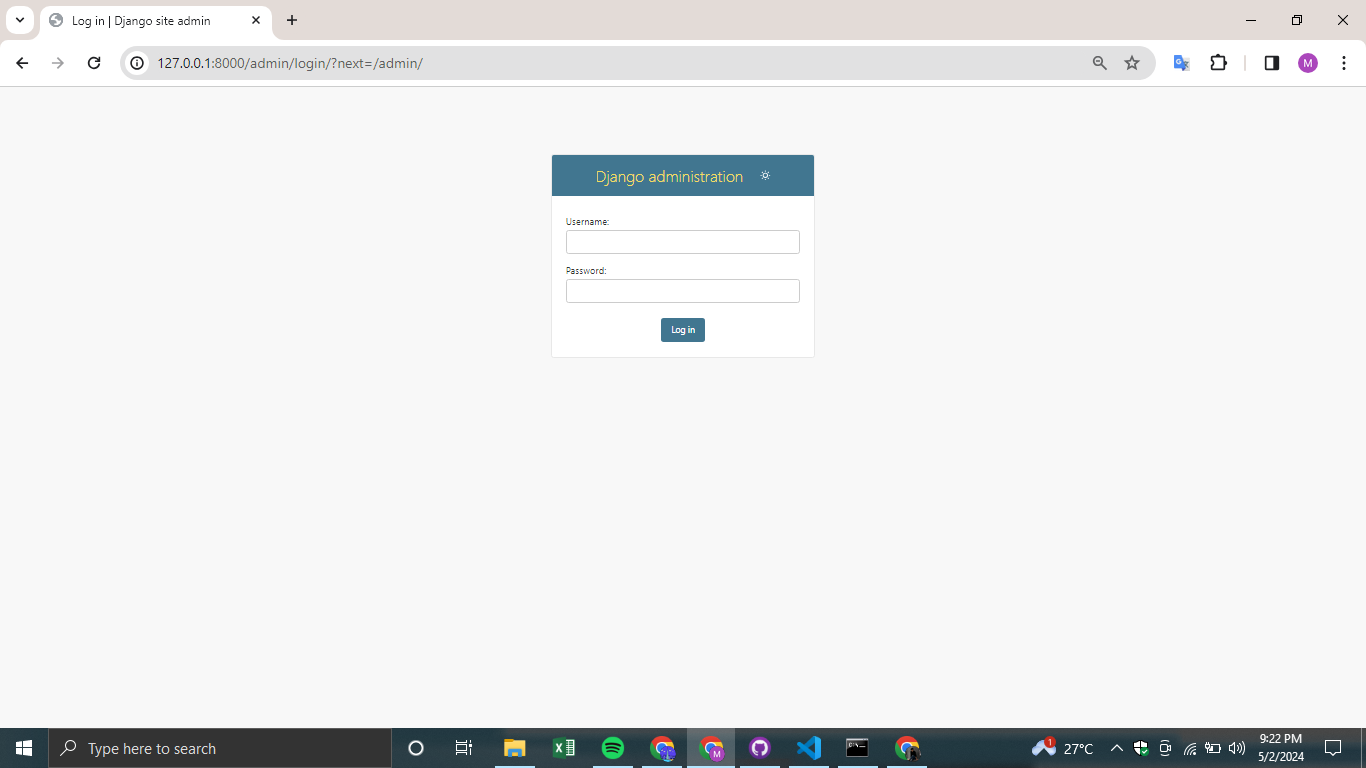 Log in | Django site admin
127.0.0.1:8000/admin/login/?next=/admin/
M
Django administration
Username:
Password:
Log in
Type here to search
M
1
27°C
9:22 PM
5/2/2024